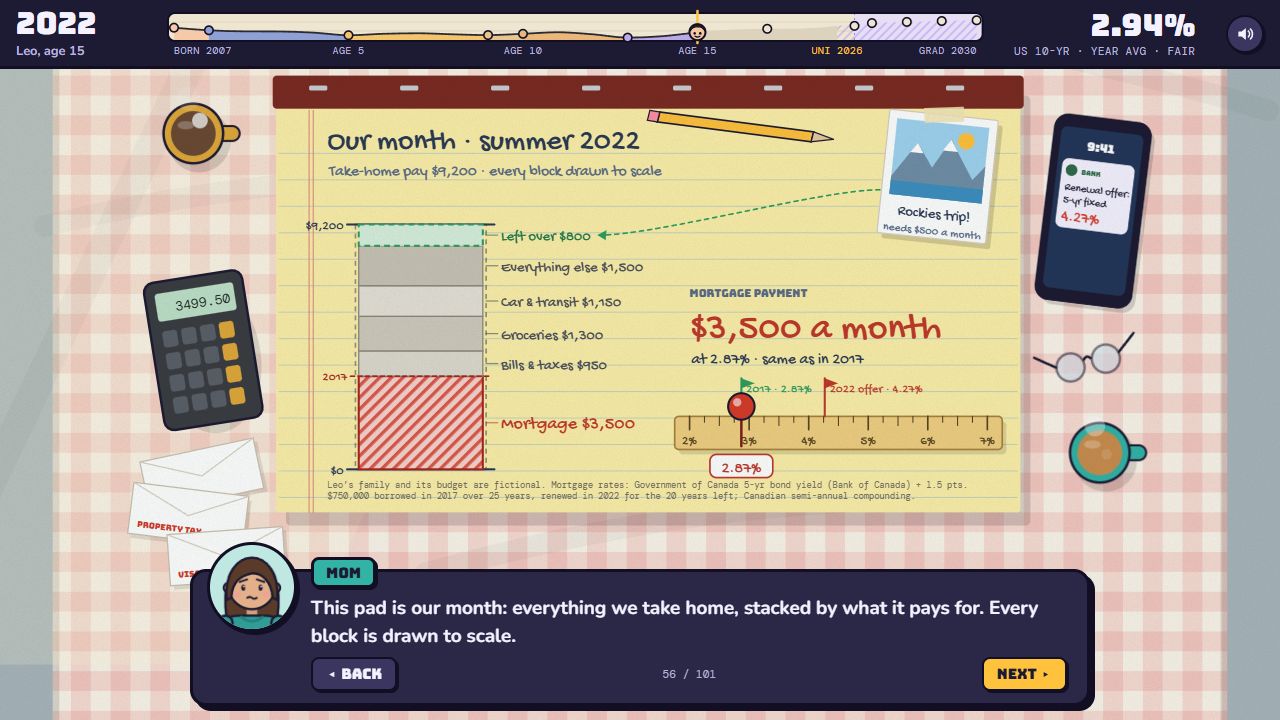 2022
Leo, age 15
BORN 2007
AGE 5
AGE 10
AGE 15
UNI 2026
GRAD 2030
2.94%
US 10-YR · YEAR AVG · FAIR
Our month · summer 2022
Take-home pay $9,200 · every block drawn to scale
$9,200
Left over $800
Everything else $1,500
Car & transit $1,150
Groceries $1,300
Bills & taxes $950
2017
Mortgage $3,500
$0
Rockies trip!
needs $500 a month
MORTGAGE PAYMENT
$3,500 a month
at 2.87% · same as in 2017
2017 · 2.87%
2022 offer · 4.27%
2% 3% 4% 5% 6% 7%
2.87%
Leo's family and its budget are fictional. Mortgage rates: Government of Canada 5-yr bond yield (Bank of Canada) + 1.5 pts.
$750,000 borrowed in 2017 over 25 years, renewed in 2022 for the 20 years left; Canadian semi-annual compounding.
9:41
BANK
Renewal offer:
5-yr fixed
4.27%
3499.50
PROPERTY TAX
MOM
This pad is our month: everything we take home, stacked by what it pays for. Every
block is drawn to scale.
◂ BACK
56 / 101
NEXT ▸